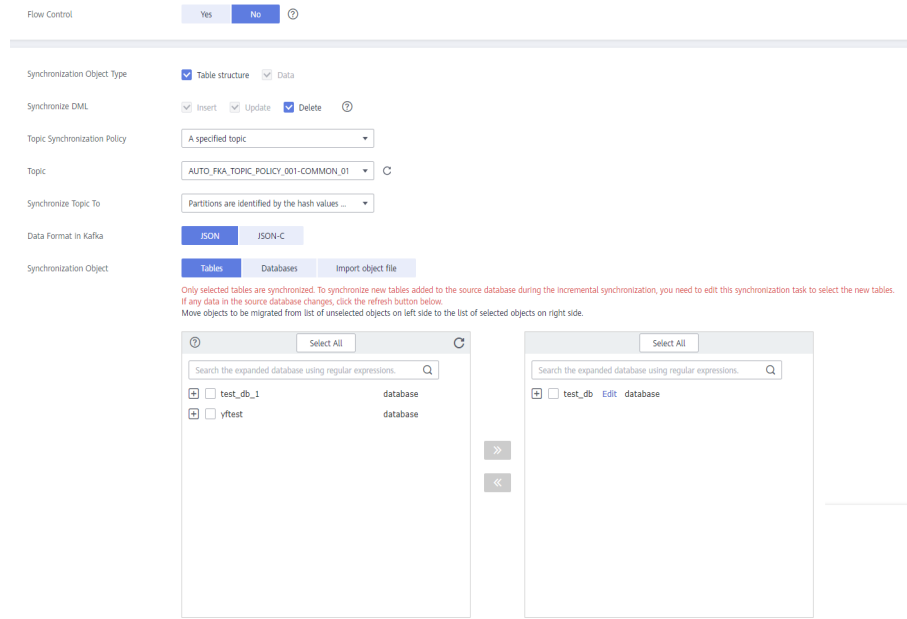 Flow Control Yes No
Synchronization Object Type Table structure Data
Synchronize DML Insert Update Delete
Topic Synchronization Policy A specified topic
Topic AUTO_FKA_TOPIC_POLICY_001-COMMON_01
Synchronize Topic To Partitions are identified by the hash values ...
Data Format in Kafka JSON JSON-C
Synchronization Object Tables Databases Import object file
Only selected tables are synchronized. To synchronize new tables added to the source database during the incremental synchronization, you need to edit this synchronization task to select the new tables.
If any data in the source database changes, click the refresh button below.
Move objects to be migrated from list of unselected objects on left side to the list of selected objects on right side.
Select All
Search the expanded database using regular expressions.
test_db_1 database
yftest database
Select All
Search the expanded database using regular expressions.
test_db Edit database